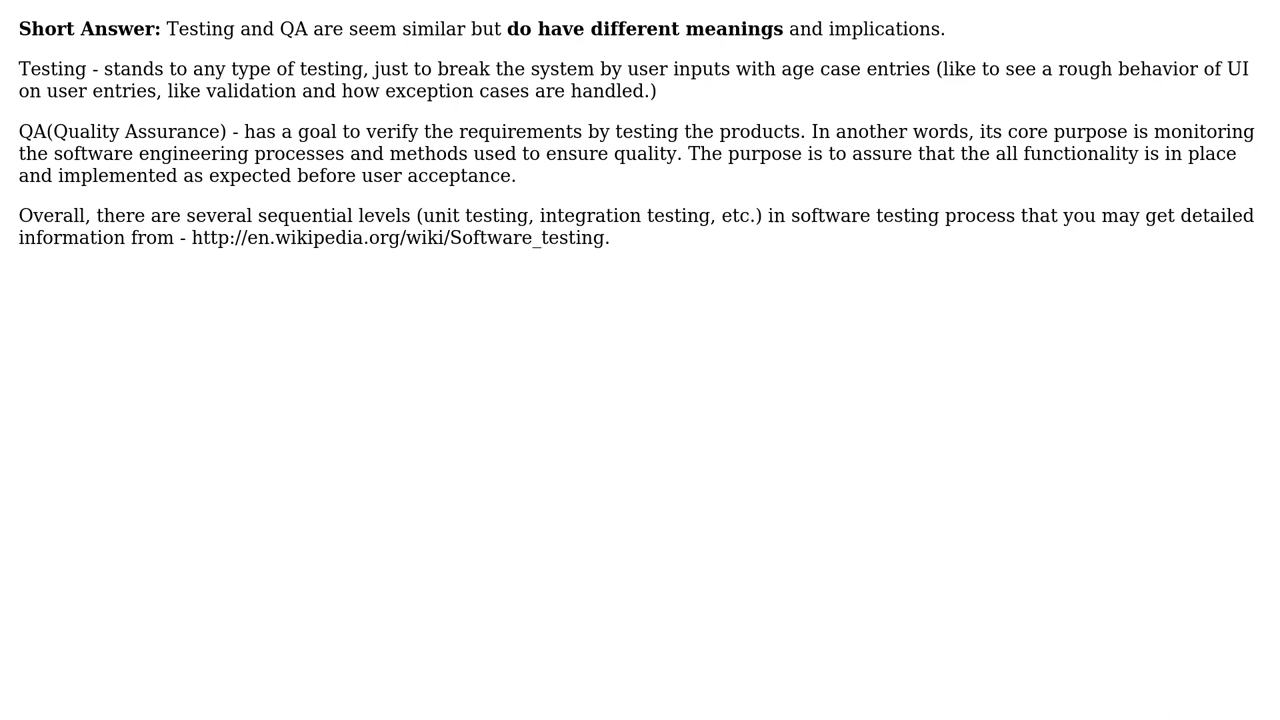 Short Answer: Testing and QA are seem similar but do have different meanings and implications.
Testing - stands to any type of testing, just to break the system by user inputs with age case entries (like to see a rough behavior of UI
on user entries, like validation and how exception cases are handled.)
QA(Quality Assurance) - has a goal to verify the requirements by testing the products. In another words, its core purpose is monitoring
the software engineering processes and methods used to ensure quality. The purpose is to assure that the all functionality is in place
and implemented as expected before user acceptance.
Overall, there are several sequential levels (unit testing, integration testing, etc.) in software testing process that you may get detailed
information from - http://en.wikipedia.org/wiki/Software_testing.